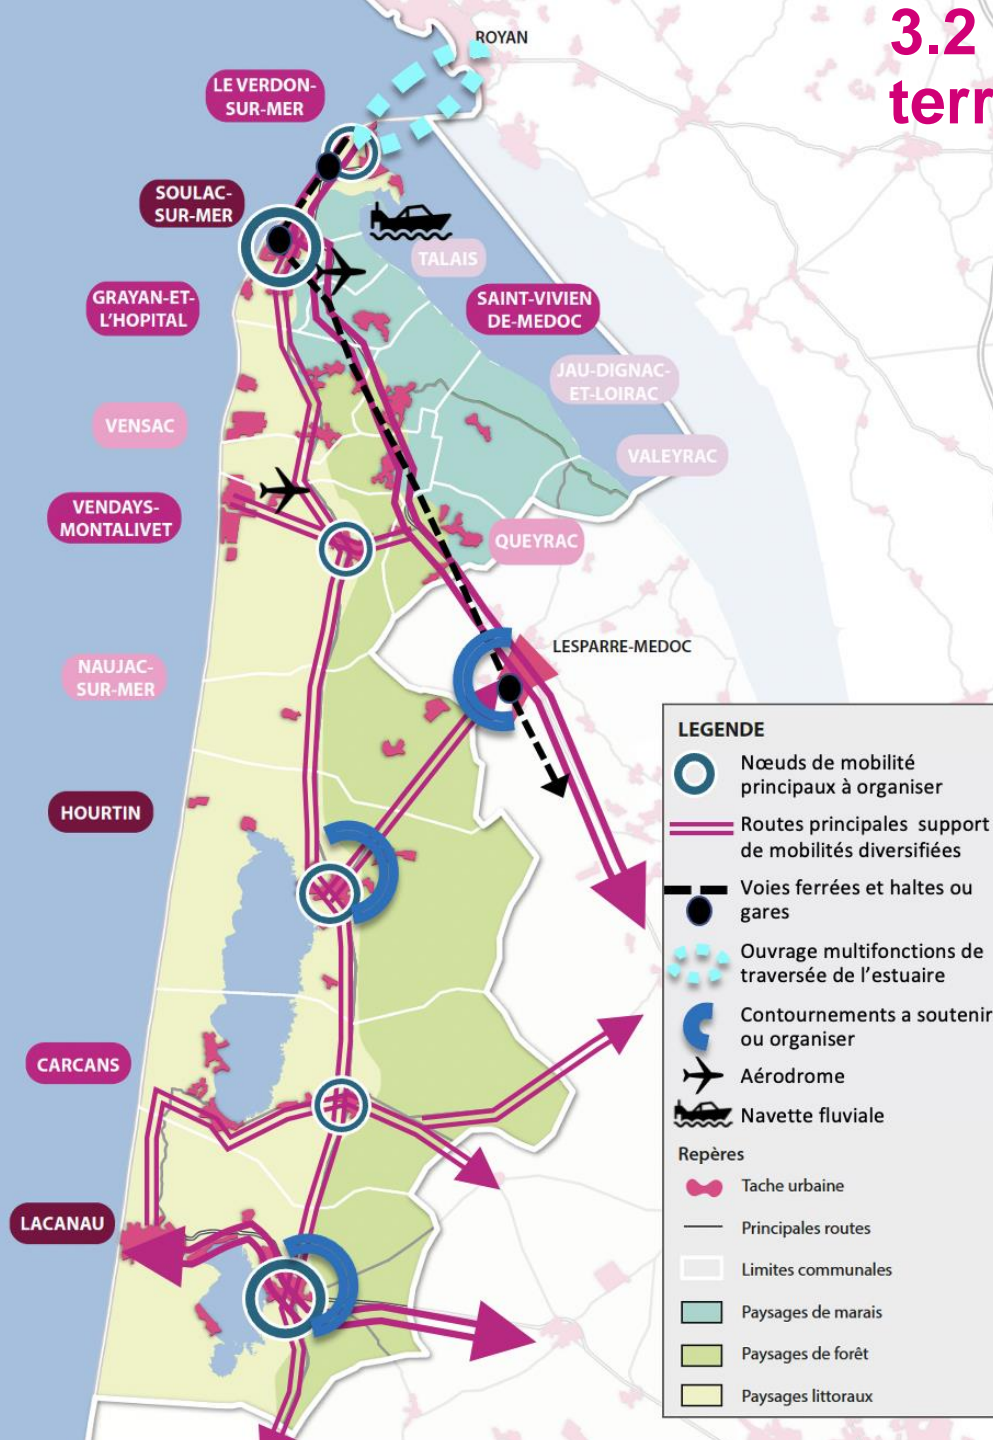 3.2
terr
ROYAN
LE VERDON-
SUR-MER
SOULAC-
SUR-MER
TALAIS
GRAYAN-ET-
L'HOPITAL
SAINT-VIVIEN
DE-MEDOC
JAU-DIGNAC-
ET-LOIRAC
VENSAC
VALEYRAC
VENDAYS-
MONTALIVET
QUEYRAC
LESPARRE-MEDOC
NAUJAC-
SUR-MER
HOURTIN
CARCANS
LACANAU
LEGENDE
Nœuds de mobilité
principaux à organiser
Routes principales support
de mobilités diversifiées
Voies ferrées et haltes ou
gares
Ouvrage multifonctions de
traversée de l'estuaire
Contournements a soutenir
ou organiser
Aérodrome
Navette fluviale
Repères
Tache urbaine
Principales routes
Limites communales
Paysages de marais
Paysages de forêt
Paysages littoraux